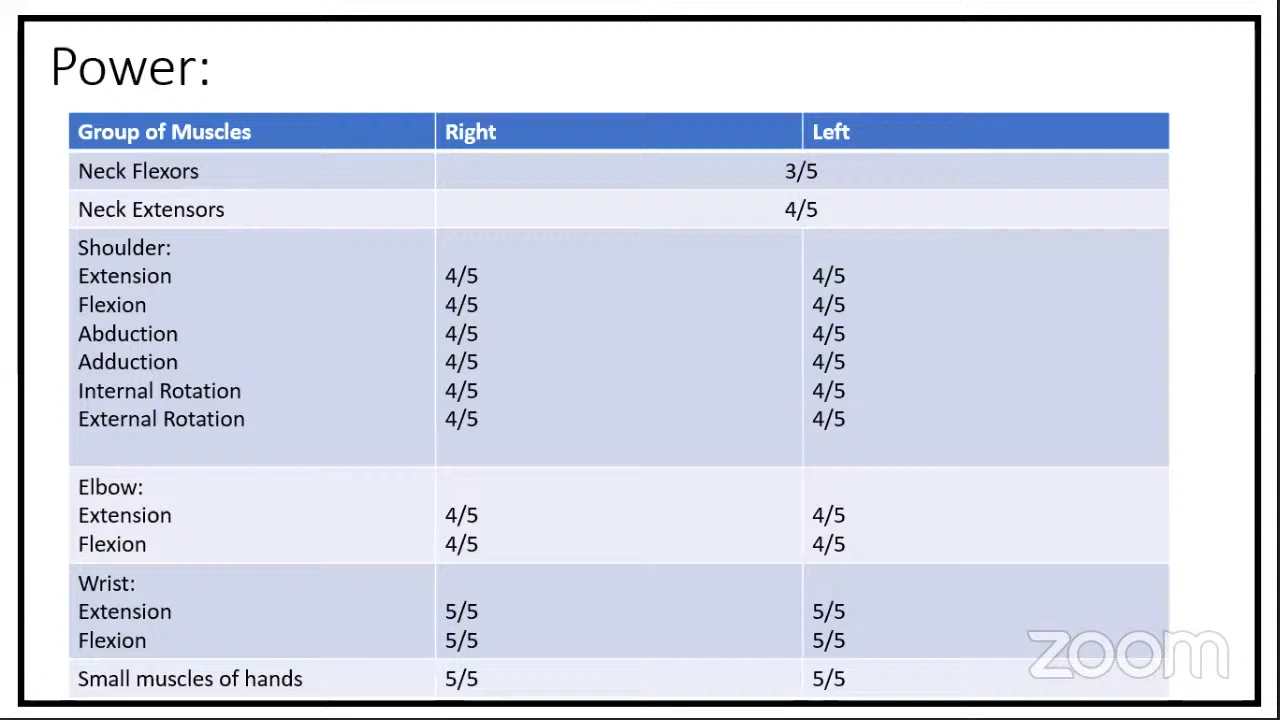 Power:
Group of Muscles Right Left
Neck Flexors 3/5
Neck Extensors 4/5
Shoulder:
Extension 4/5 4/5
Flexion 4/5 4/5
Abduction 4/5 4/5
Adduction 4/5 4/5
Internal Rotation 4/5 4/5
External Rotation 4/5 4/5
Elbow:
Extension 4/5 4/5
Flexion 4/5 4/5
Wrist:
Extension 5/5 5/5
Flexion 5/5 5/5
Small muscles of hands 5/5 5/5
zoom